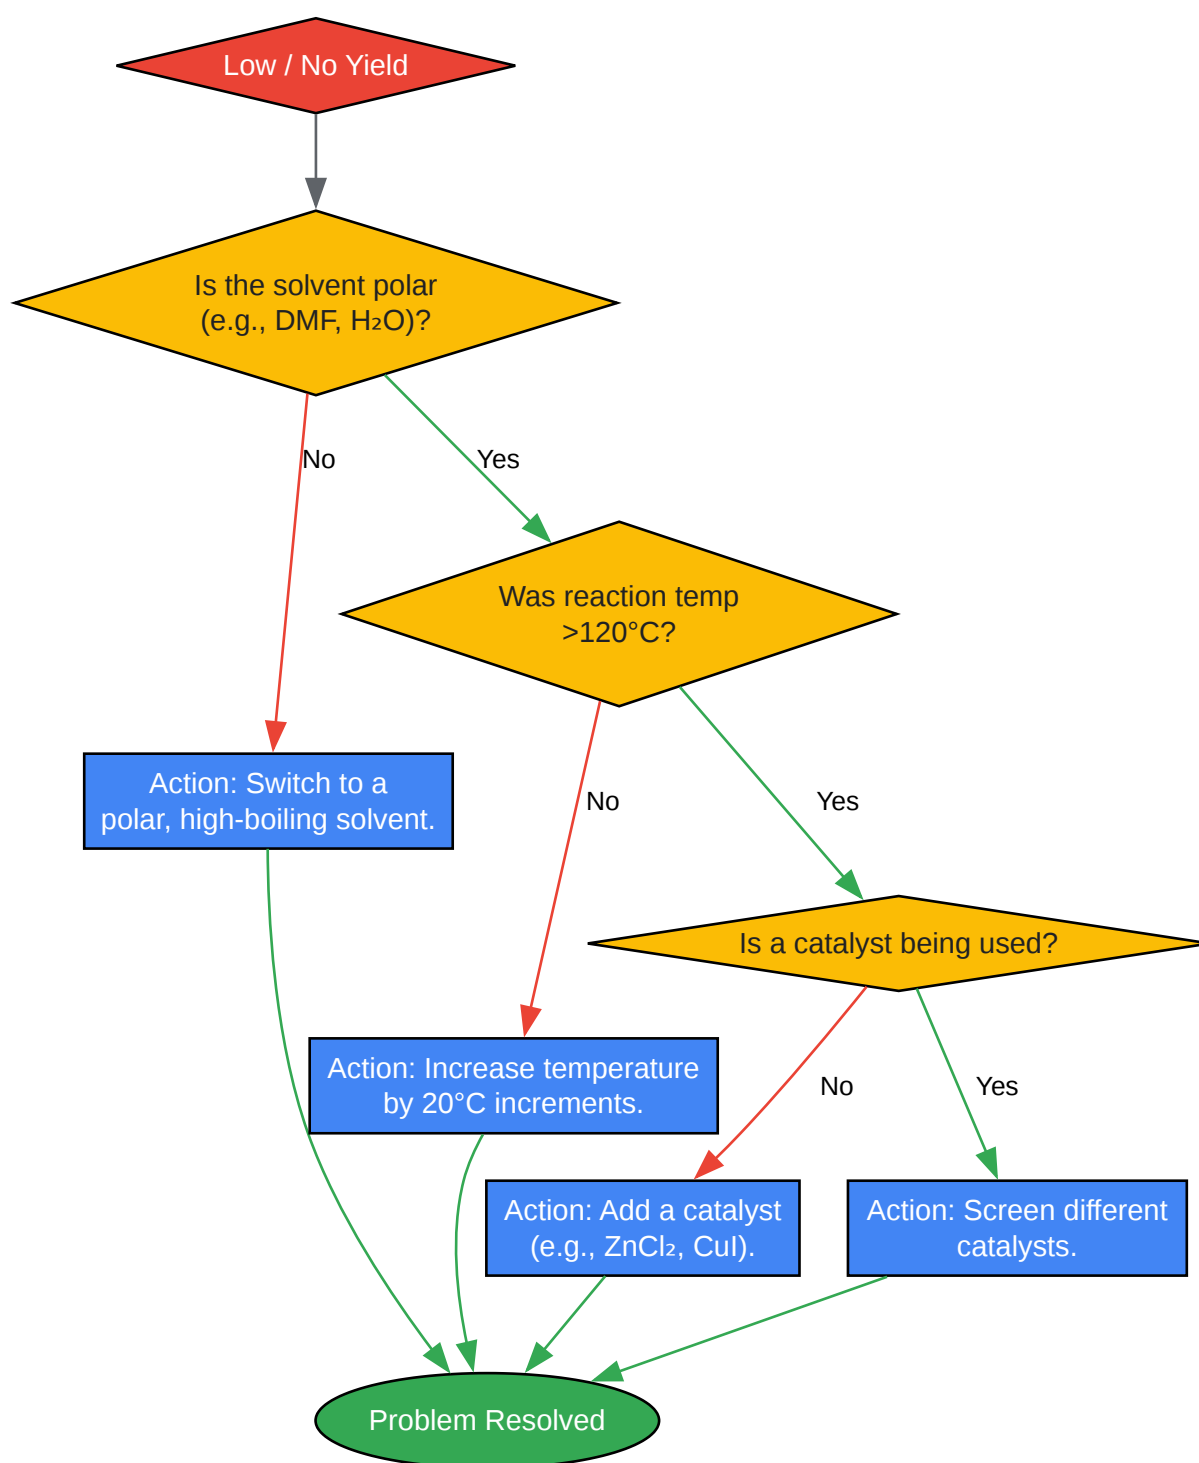 Low / No Yield
Is the solvent polar
(e.g., DMF, H₂O)?
No
Yes
Was reaction temp
>120°C?
Action: Switch to a
polar, high-boiling solvent.
No
Yes
Is a catalyst being used?
Action: Increase temperature
by 20°C increments.
No
Yes
Action: Add a catalyst
(e.g., ZnCl₂, CuI).
Action: Screen different
catalysts.
Problem Resolved